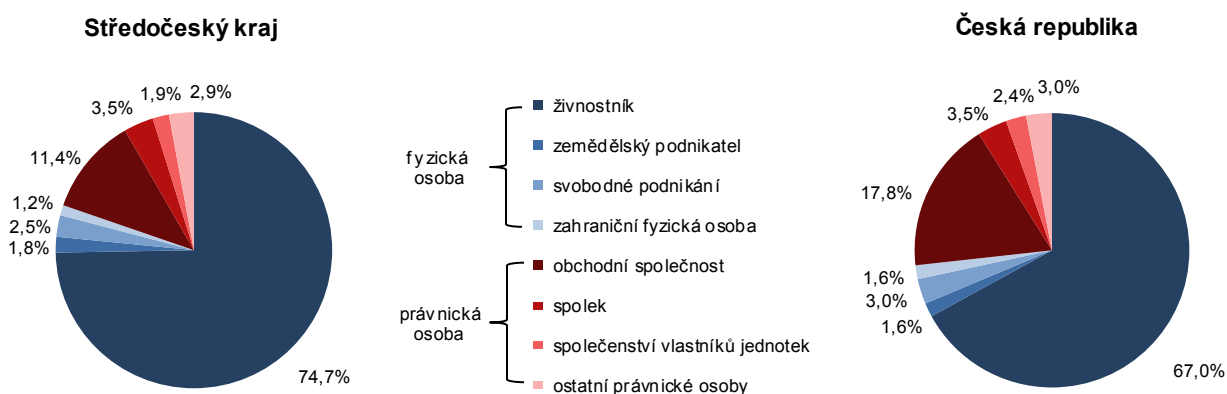 Středočeský kraj
2,9%
1,9%
3,5%
11,4%
1,2%
2,5%
1,8%
74,7%
fyzická
osoba
živnostník
zemědělský podnikatel
svobodné podnikání
zahraniční fyzická osoba
právnická
osoba
obchodní společnost
spolek
společenství vlastníků jednotek
ostatní právnické osoby
Česká republika
3,0%
2,4%
3,5%
17,8%
1,6%
3,0%
1,6%
67,0%